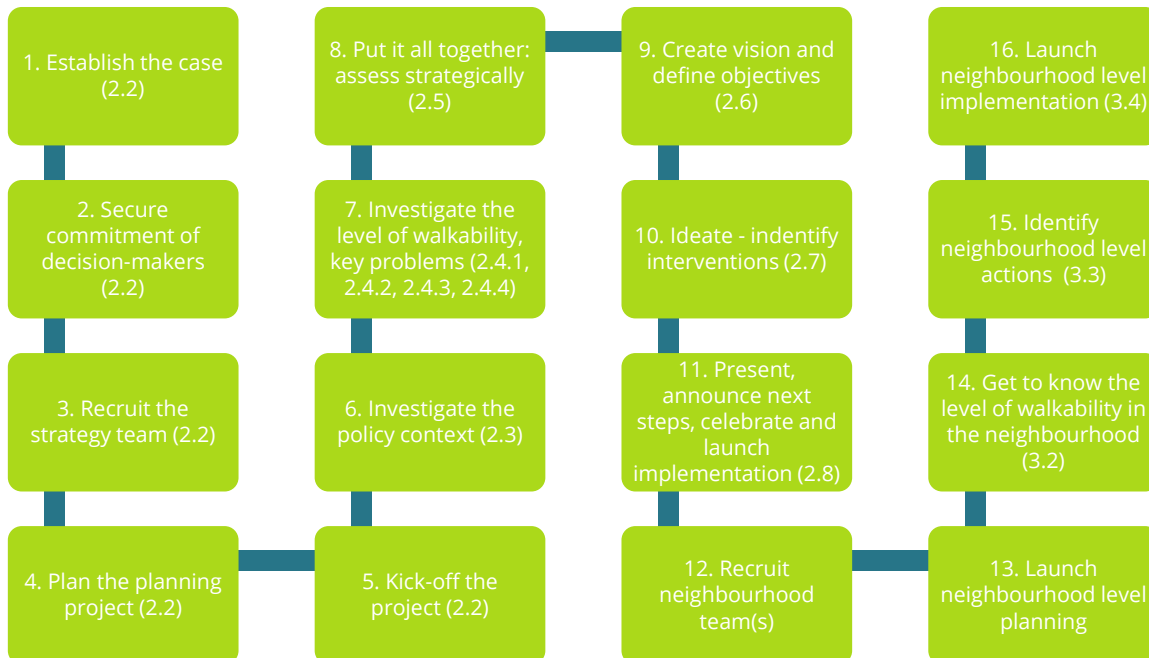 1. Establish the case
(2.2)
2. Secure
commitment of
decision-makers
(2.2)
3. Recruit the
strategy team (2.2)
4. Plan the planning
project (2.2)
5. Kick-off the
project (2.2)
6. Investigate the
policy context (2.3)
7. Investigate the
level of walkability,
key problems (2.4.1,
2.4.2, 2.4.3, 2.4.4)
8. Put it all together:
assess strategically
(2.5)
9. Create vision and
define objectives
(2.6)
10. Ideate - indentify
interventions (2.7)
11. Present,
announce next
steps, celebrate and
launch
implementation (2.8)
12. Recruit
neighbourhood
team(s)
13. Launch
neighbourhood level
planning
14. Get to know the
level of walkability in
the neighbourhood
(3.2)
15. Identify
neighbourhood level
actions (3.3)
16. Launch
neighbourhood level
implementation (3.4)